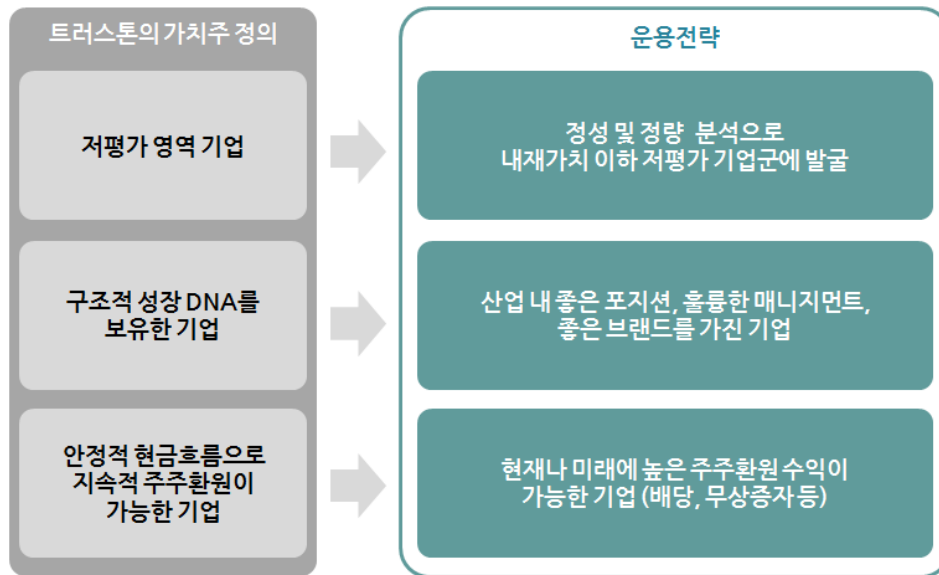 트러스톤의 가치주 정의
운용전략
저평가 영역 기업
정성 및 정량 분석으로
내재가치 이하 저평가 기업군에 발굴
구조적 성장 DNA를
보유한 기업
산업 내 좋은 포지션, 훌륭한 매니지먼트,
좋은 브랜드를 가진 기업
안정적 현금흐름으로
지속적 주주환원이
가능한 기업
현재나 미래에 높은 주주환원 수익이
가능한 기업 (배당, 무상증자 등)